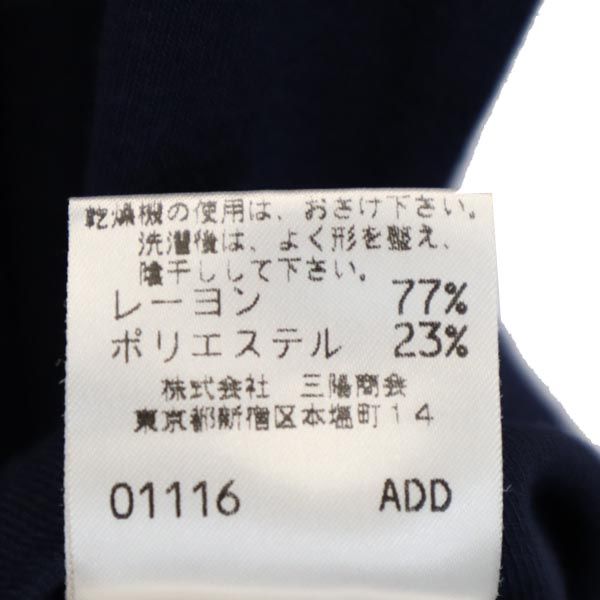 乾燥機の使用は、おさけ下さい。
洗濯後は、よく形を整え、
陰干しして下さい。
レーヨン 77%
ポリエステル 23%
株式会社 三陽商会
東京都新宿区本塩町14
01116 ADD